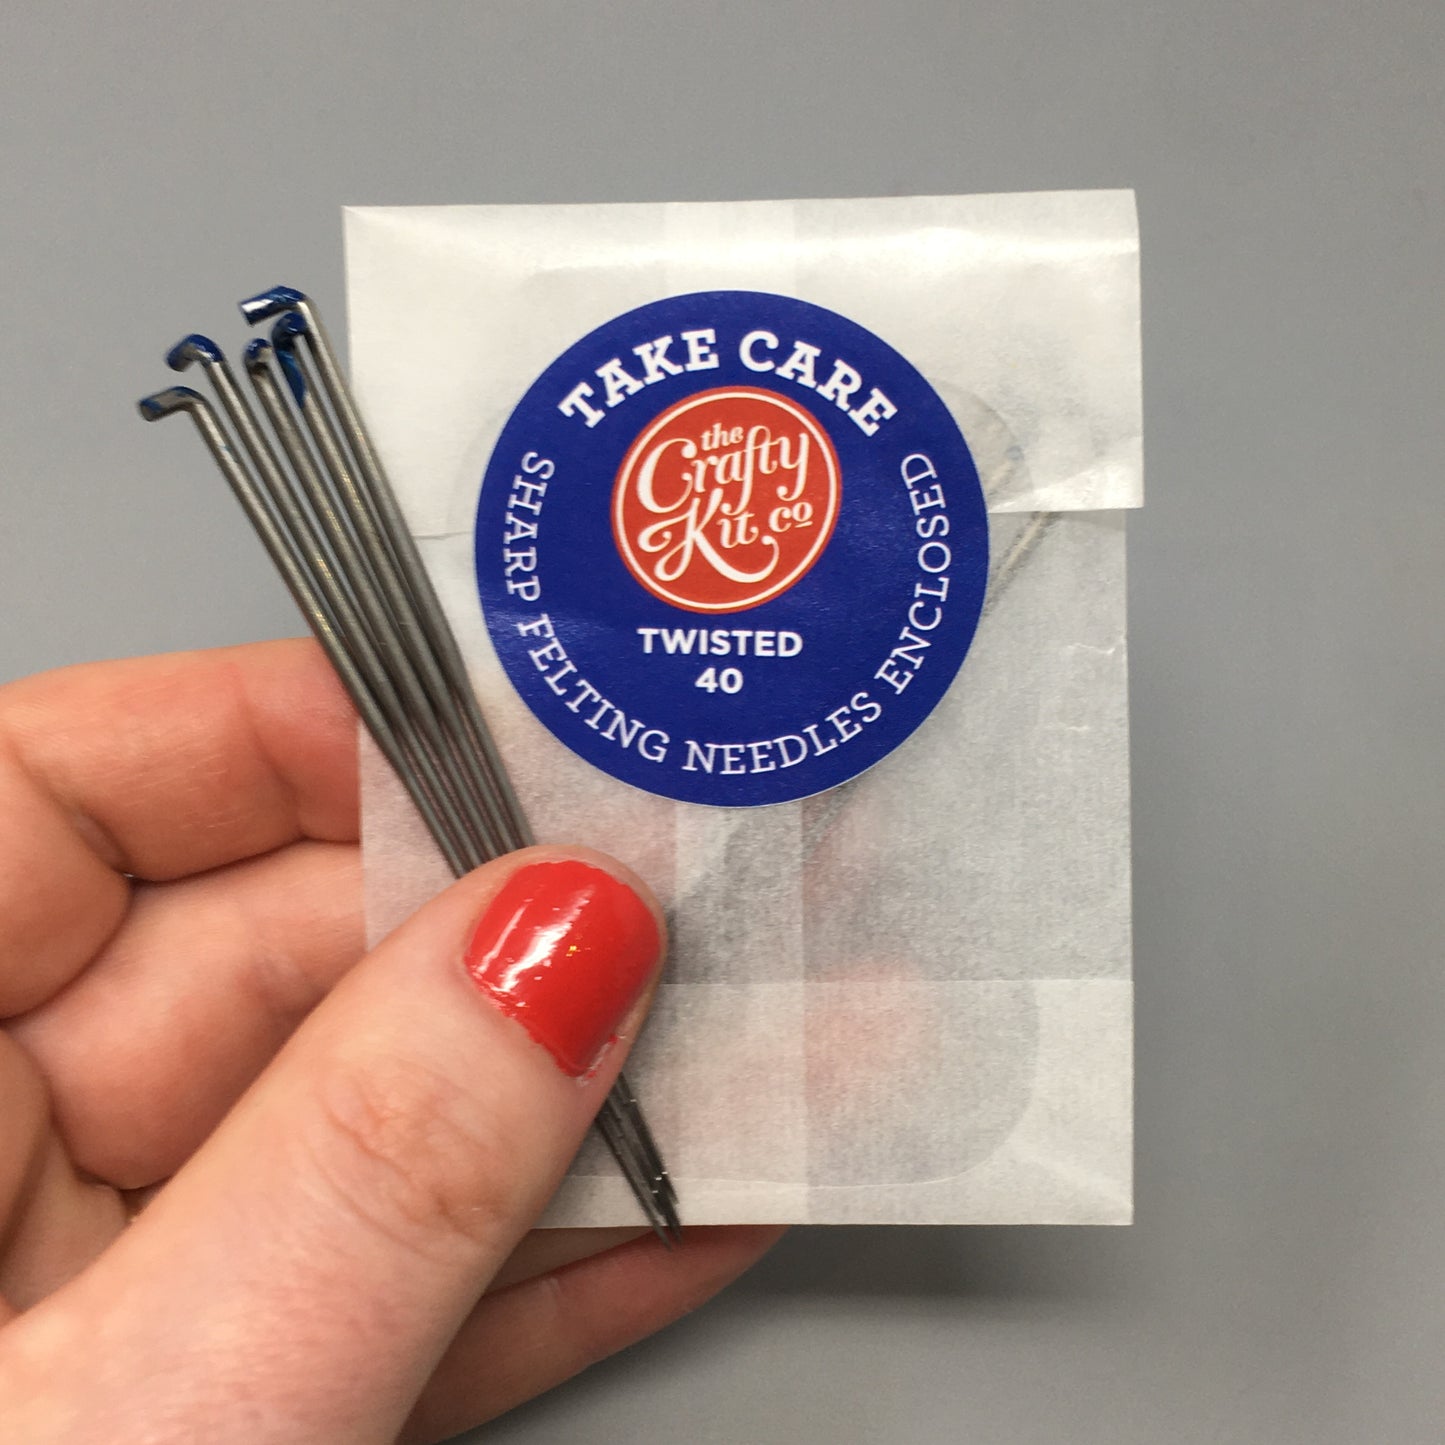 TAKE CARE
the
Crafty
Kit co
TWISTED
40
SHARP FELTING NEEDLES ENCLOSED